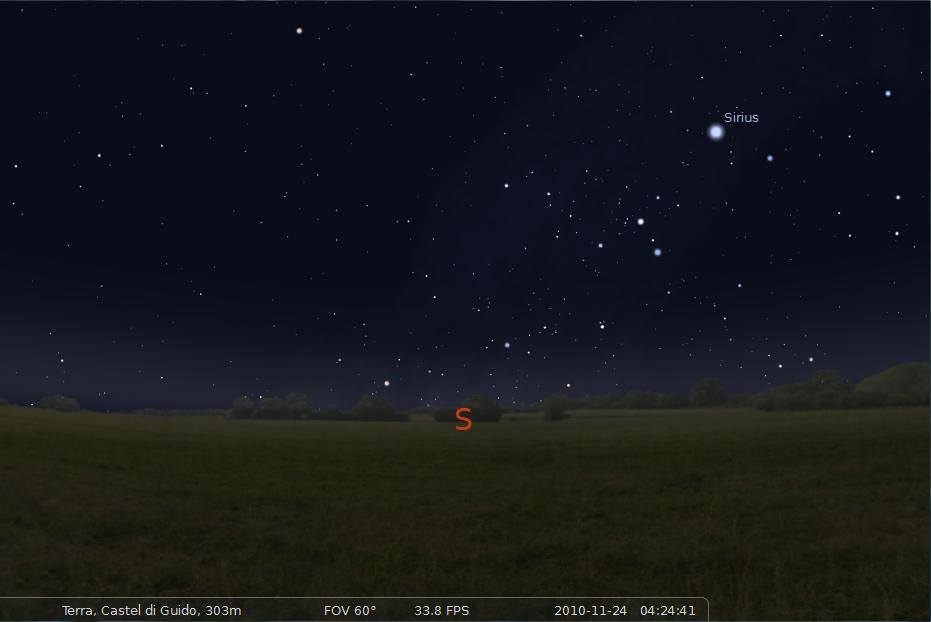 Sirius
S
Terra, Castel di Guido, 303m FOV 60° 33.8 FPS 2010-11-24 04:24:41